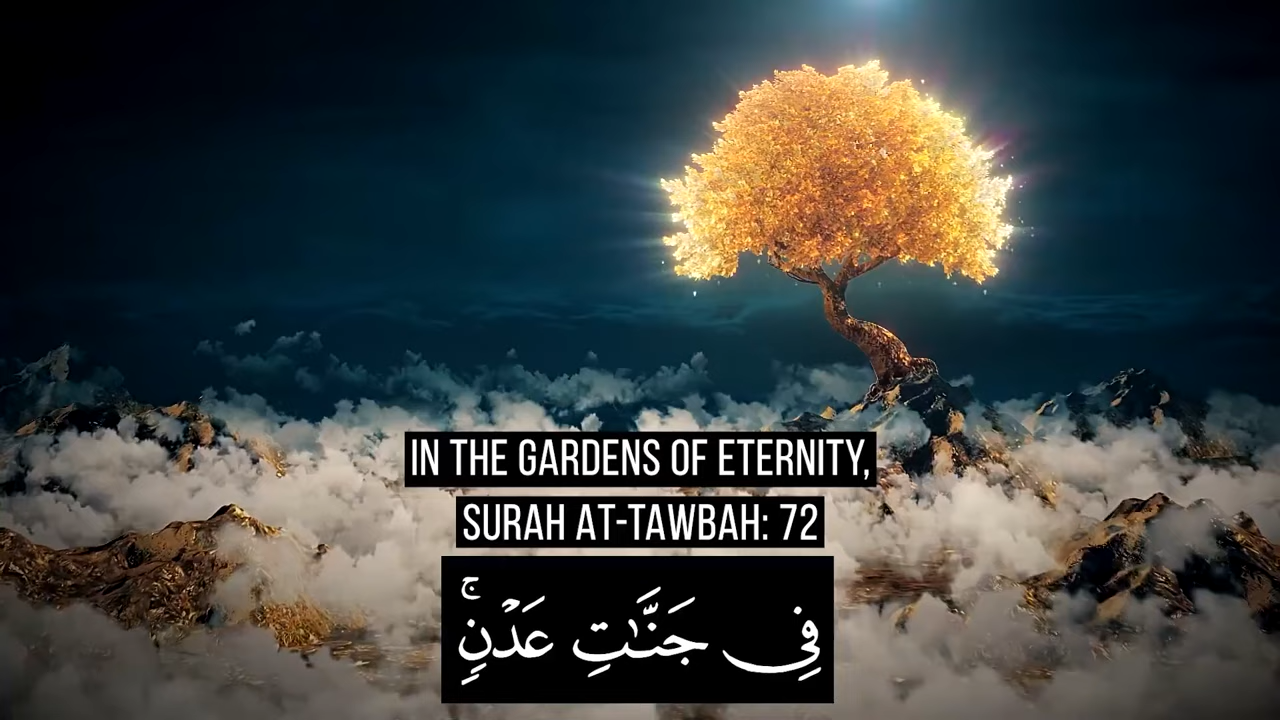 IN THE GARDENS OF ETERNITY,
SURAH AT-TAWBAH: 72
فِى جَنَّـٰتِ عَدْنٍۢ ۚ